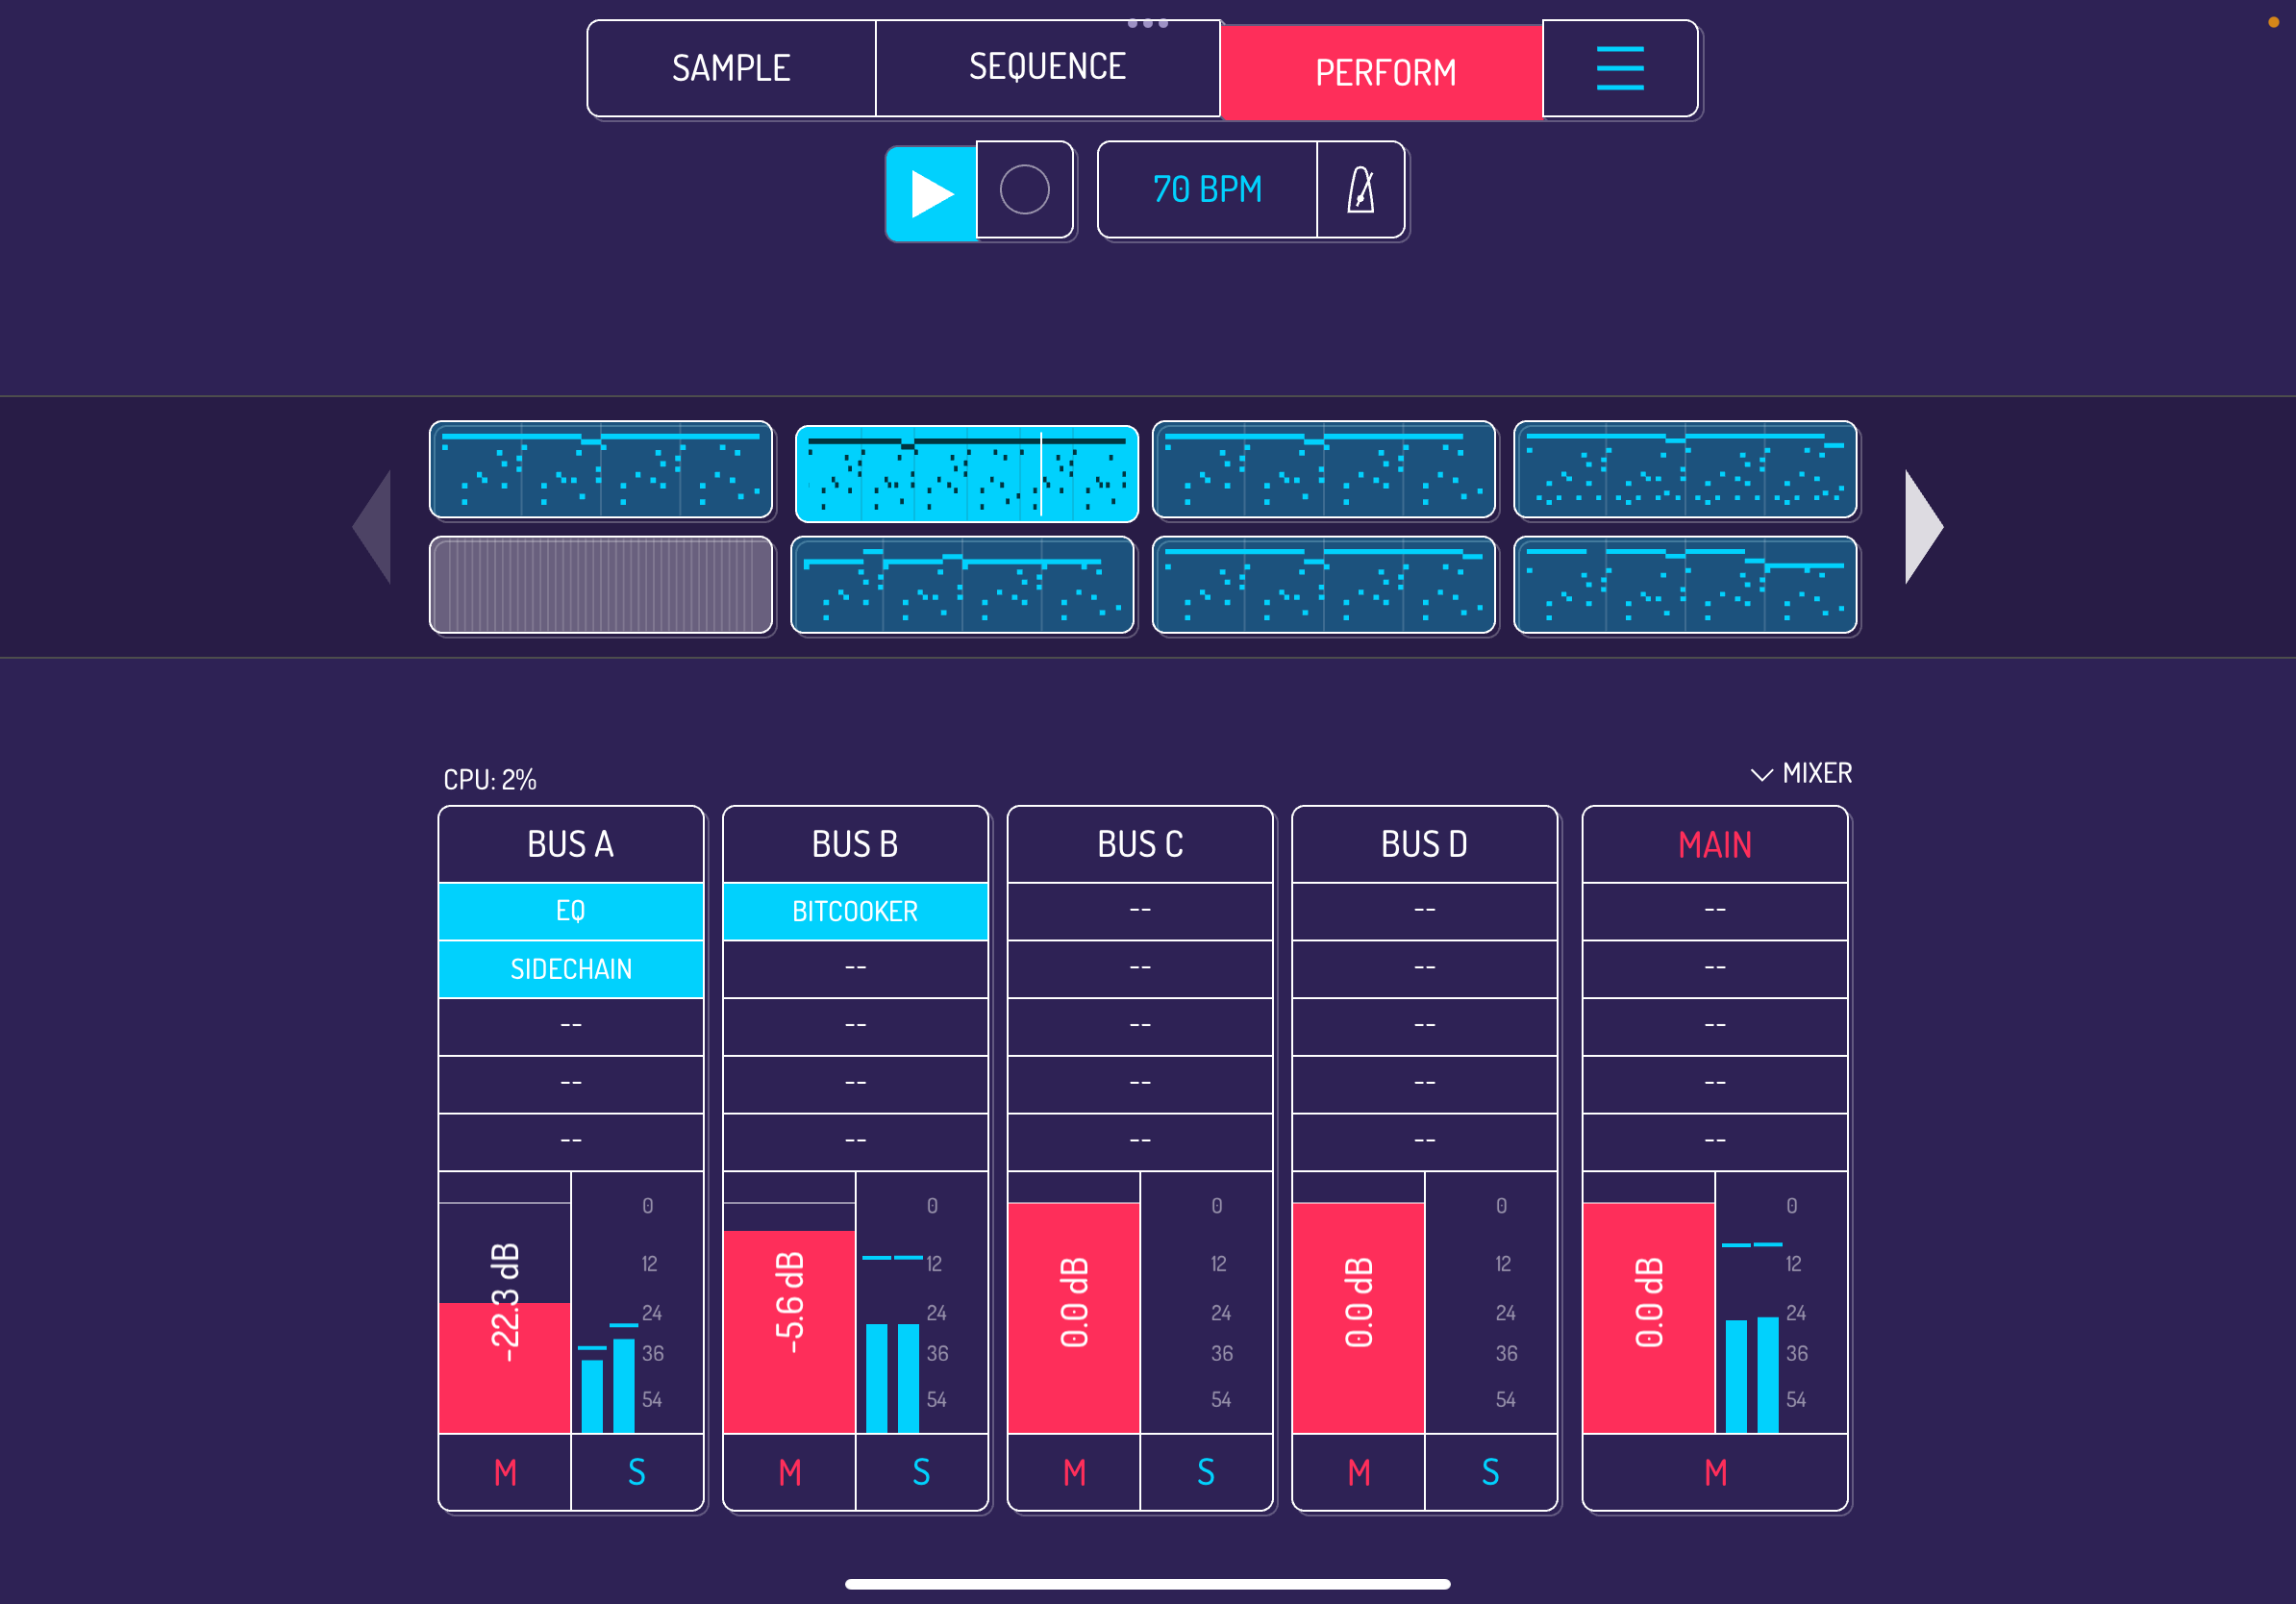 SAMPLE SEQUENCE PERFORM
70 BPM
CPU: 2%
MIXER
BUS A BUS B BUS C BUS D MAIN
EQ BITCOOKER -- -- --
SIDECHAIN -- -- -- --
-- -- -- -- --
-- -- -- -- --
-- -- -- -- --
-22.3 dB 0 12 24 36 54
-5.6 dB 0 12 24 36 54
0.0 dB 0 12 24 36 54
0.0 dB 0 12 24 36 54
0.0 dB 0 12 24 36 54
M S M S M S M S M